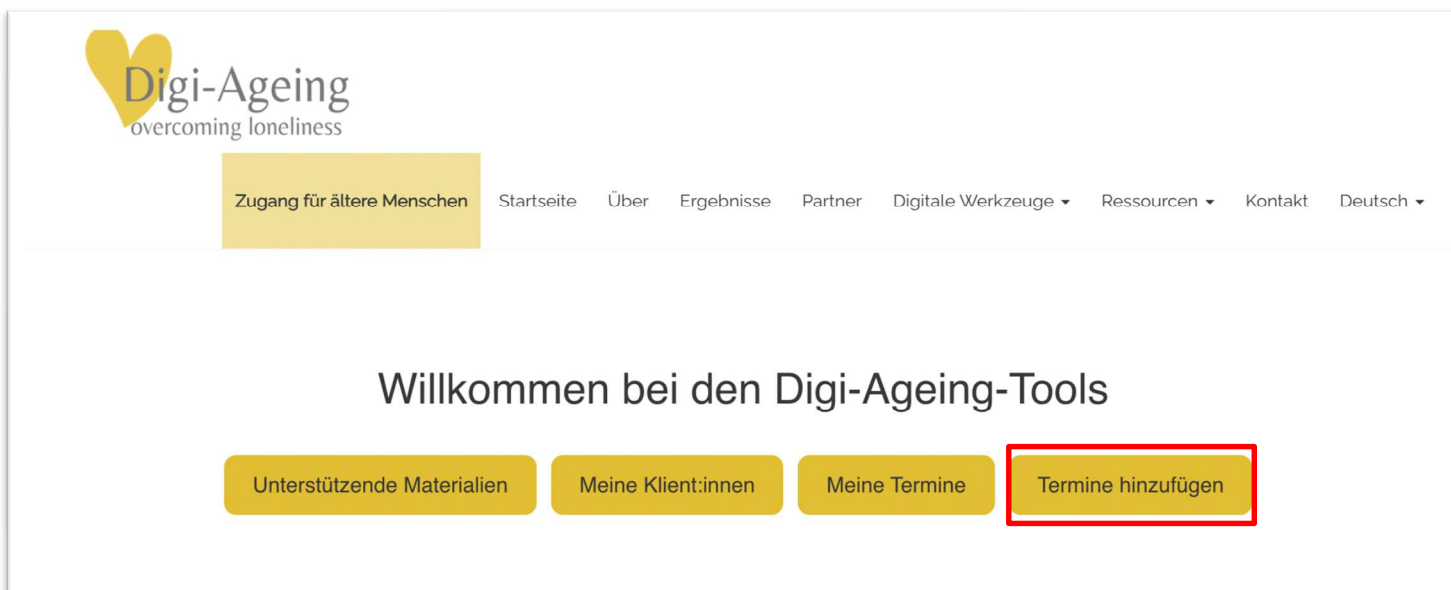 Digi-Ageing
overcoming loneliness
Zugang für ältere Menschen Startseite Über Ergebnisse Partner Digitale Werkzeuge Ressourcen Kontakt Deutsch
Willkommen bei den Digi-Ageing-Tools
Unterstützende Materialien Meine Klient:innen Meine Termine Termine hinzufügen